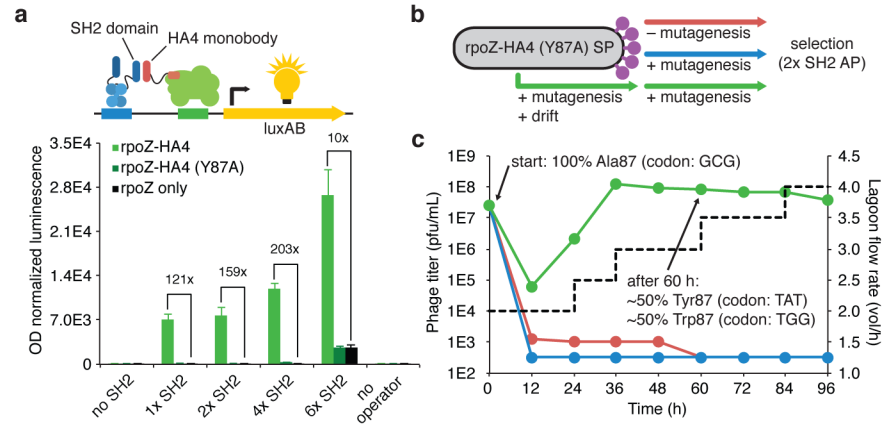 a
SH2 domain
HA4 monobody
luxAB
OD normalized luminescence
3.5E4
2.8E4
2.1E4
1.4E4
7.0E3
0
rpoZ-HA4
rpoZ-HA4 (Y87A)
rpoZ only
121x
159x
203x
10x
no SH2
1x SH2
2x SH2
4x SH2
6x SH2
no
operator
b
rpoZ-HA4 (Y87A) SP
– mutagenesis
+ mutagenesis
+ mutagenesis
+ drift
+ mutagenesis
selection
(2x SH2 AP)
c
Phage titer (pfu/mL)
1E9
1E8
1E7
1E6
1E5
1E4
1E3
1E2
start: 100% Ala87 (codon: GCG)
after 60 h:
~50% Tyr87 (codon: TAT)
~50% Trp87 (codon: TGG)
4.5
4.0
3.5
3.0
2.5
2.0
1.5
1.0
Lagoon flow rate (vol/h)
0 12 24 36 48 60 72 84 96
Time (h)